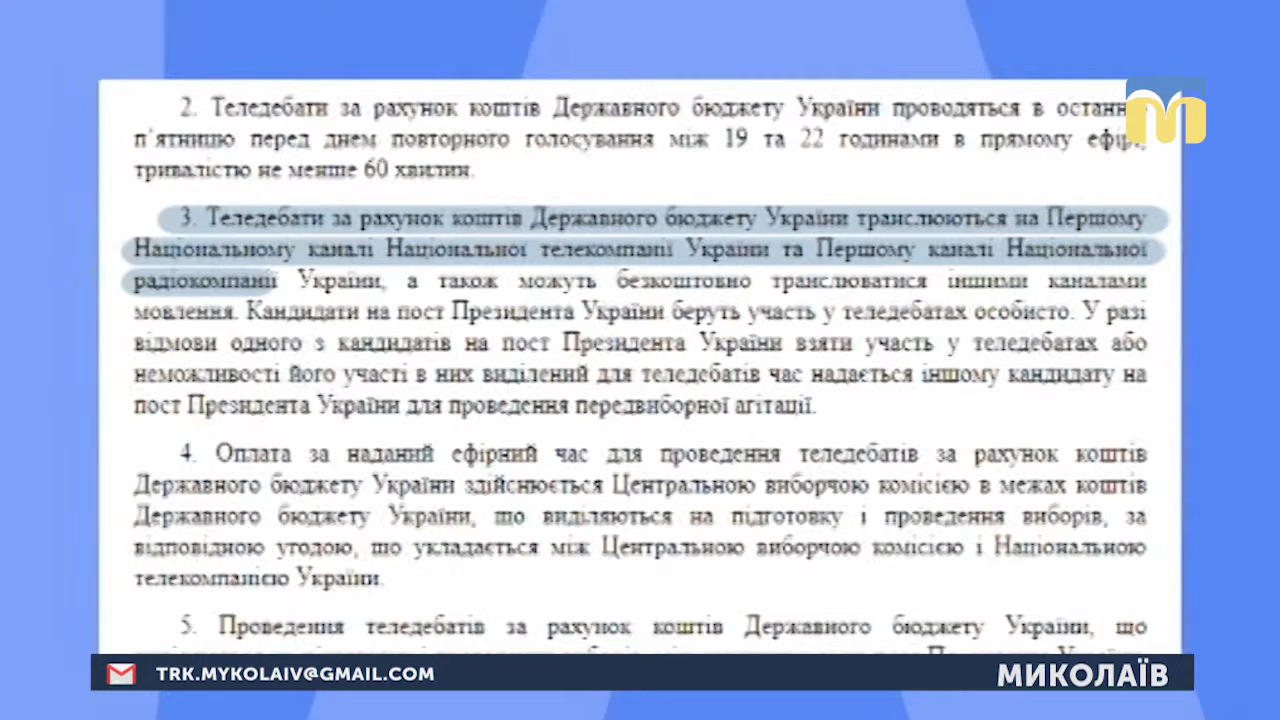 2. Теледебати за рахунок коштів Державного бюджету України проводяться в останню
п’ятницю перед днем повторного голосування між 19 та 22 годинами в прямому ефірі,
тривалістю не менше 60 хвилин.
3. Теледебати за рахунок коштів Державного бюджету України транслюються на Першому
Національному каналі Національної телекомпанії України та Першому каналі Національної
радіокомпанії України, а також можуть безкоштовно транслюватися іншими каналами
мовлення. Кандидати на пост Президента України беруть участь у теледебатах особисто. У разі
відмови одного з кандидатів на пост Президента України взяти участь у теледебатах або
неможливості його участі в них виділений для теледебатів час надається іншому кандидату на
пост Президента України для проведення передвиборної агітації.
4. Оплата за наданий ефірний час для проведення теледебатів за рахунок коштів
Державного бюджету України здійснюється Центральною виборчою комісією в межах коштів
Державного бюджету України, що виділяються на підготовку і проведення виборів, за
відповідною угодою, що укладається між Центральною виборчою комісією і Національною
телекомпанією України.
5. Проведення теледебатів за рахунок коштів Державного бюджету України, що
TRK.MYKOLAIV@GMAIL.COM
МИКОЛАЇВ